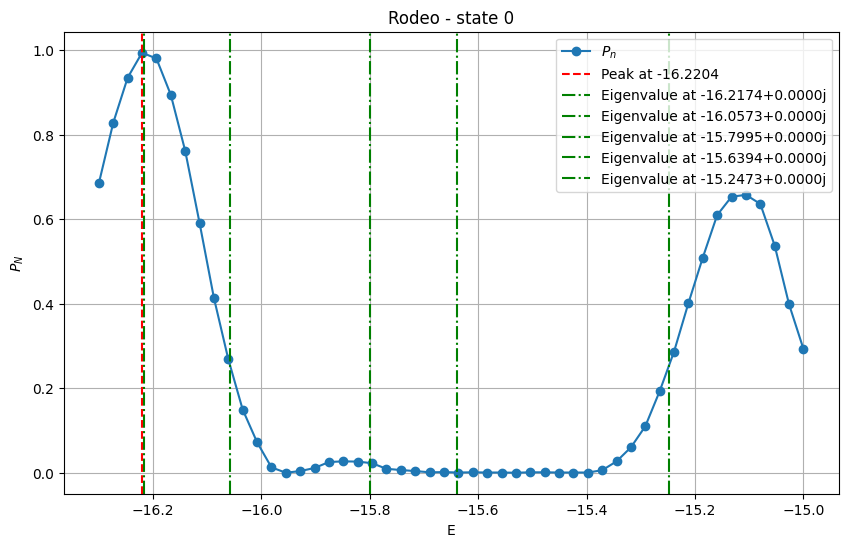 Rodeo - state 0
P_n
Peak at -16.2204
Eigenvalue at -16.2174+0.0000j
Eigenvalue at -16.0573+0.0000j
Eigenvalue at -15.7995+0.0000j
Eigenvalue at -15.6394+0.0000j
Eigenvalue at -15.2473+0.0000j
P_N
1.0
0.8
0.6
0.4
0.2
0.0
−16.2 −16.0 −15.8 −15.6 −15.4 −15.2 −15.0
E